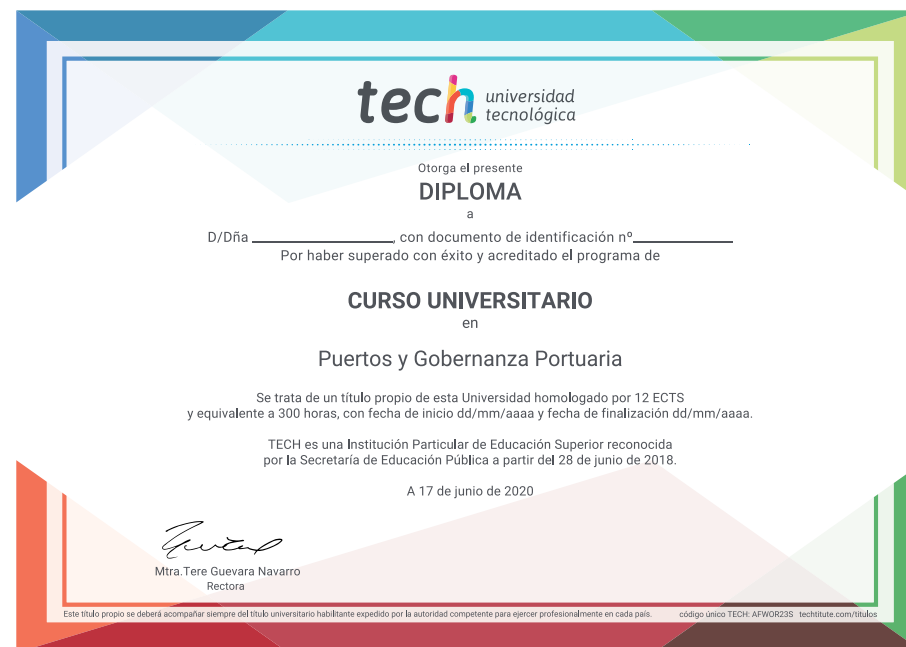 tech universidad
tecnológica
Otorga el presente
DIPLOMA
a
D/Dña ____________________, con documento de identificación nº______________
Por haber superado con éxito y acreditado el programa de
CURSO UNIVERSITARIO
en
Puertos y Gobernanza Portuaria
Se trata de un título propio de esta Universidad homologado por 12 ECTS
y equivalente a 300 horas, con fecha de inicio dd/mm/aaaa y fecha de finalización dd/mm/aaaa.
TECH es una Institución Particular de Educación Superior reconocida
por la Secretaría de Educación Pública a partir del 28 de junio de 2018.
A 17 de junio de 2020
Mtra.Tere Guevara Navarro
Rectora
Este título propio se deberá acompañar siempre del título universitario habilitante expedido por la autoridad competente para ejercer profesionalmente en cada país. código único TECH: AFWOR23S techtitute.com/titulos